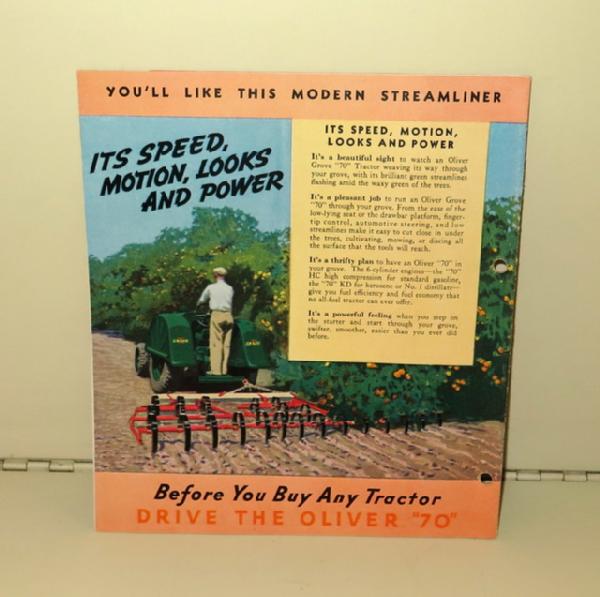 YOU'LL LIKE THIS MODERN STREAMLINER
ITS SPEED,
MOTION, LOOKS
AND POWER
ITS SPEED, MOTION,
LOOKS AND POWER
It's a beautiful sight to watch an Oliver
Grove "70" Tractor weaving its way through
your grove, with its brilliant green streamlines
flashing amid the waxy green of the trees.
It's a pleasant job to run an Oliver Grove
"70" through your grove. From the ease of the
low-lying seat or the drawbar platform, finger-
tip control, automotive steering, and low
streamlines make it easy to cut close in under
the trees, cultivating, mowing, or discing all
the surface that the tools will reach.
It's a thrifty plan to have an Oliver "70" in
your grove. The 6-cylinder engines—the "70"
HC high compression for standard gasoline,
the "70" KD for kerosene or No. 1 distillate—
give you fuel efficiency and fuel economy that
no all-fuel tractor can ever offer.
It's a powerful feeling when you step on
the starter and start through your grove,
swifter, smoother, easier than you ever did
before.
Before You Buy Any Tractor
DRIVE THE OLIVER "70"